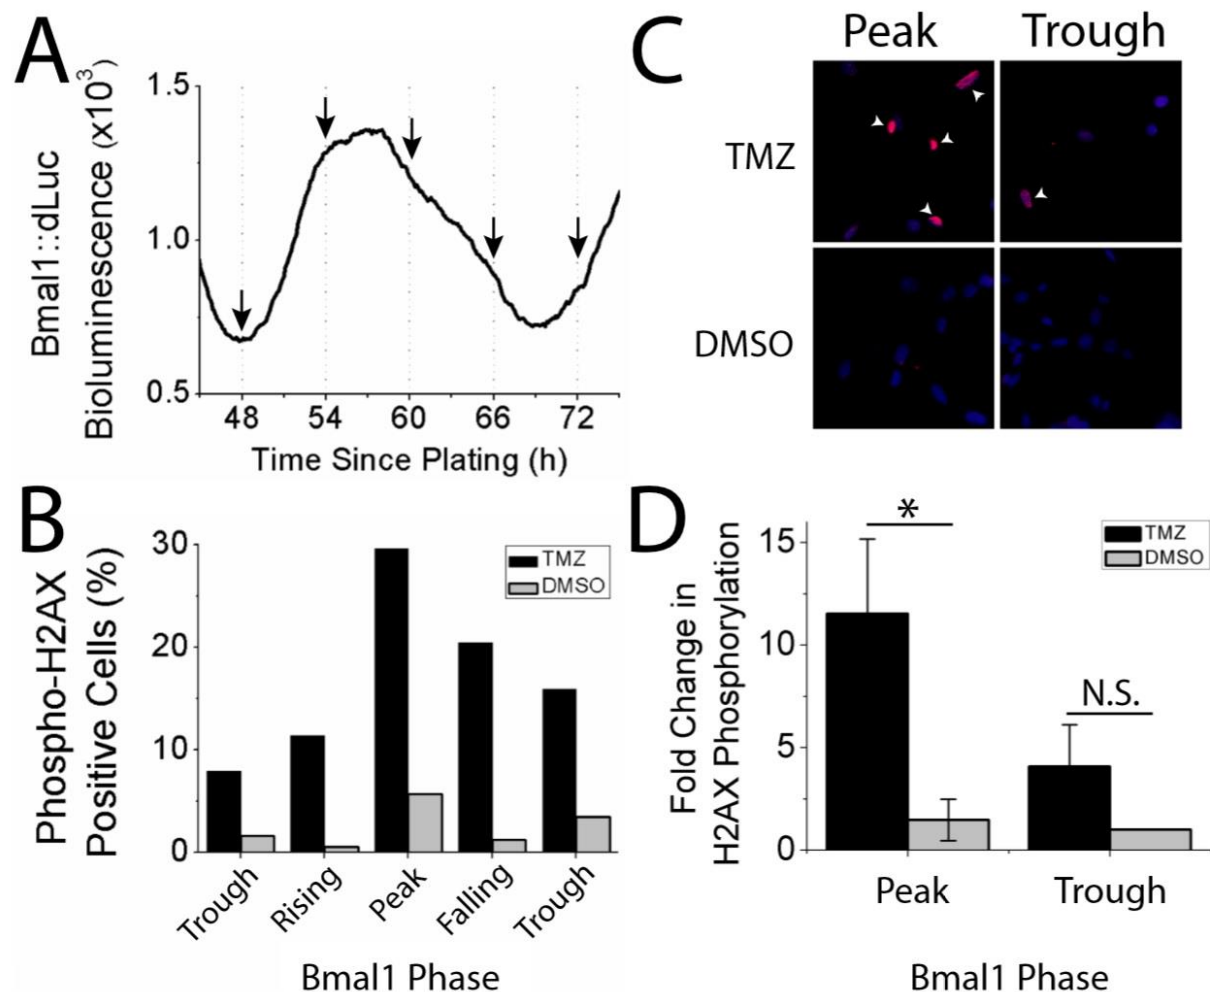 A
Bmal1::dLuc
Bioluminescence (x10³)
1.5
1.0
0.5
48 54 60 66 72
Time Since Plating (h)
C
Peak Trough
TMZ
DMSO
B
Phospho-H2AX
Positive Cells (%)
30
20
10
0
TMZ
DMSO
Trough Rising Peak Falling Trough
Bmal1 Phase
D
Fold Change in
H2AX Phosphorylation
15
10
5
0
*
N.S.
TMZ
DMSO
Peak Trough
Bmal1 Phase